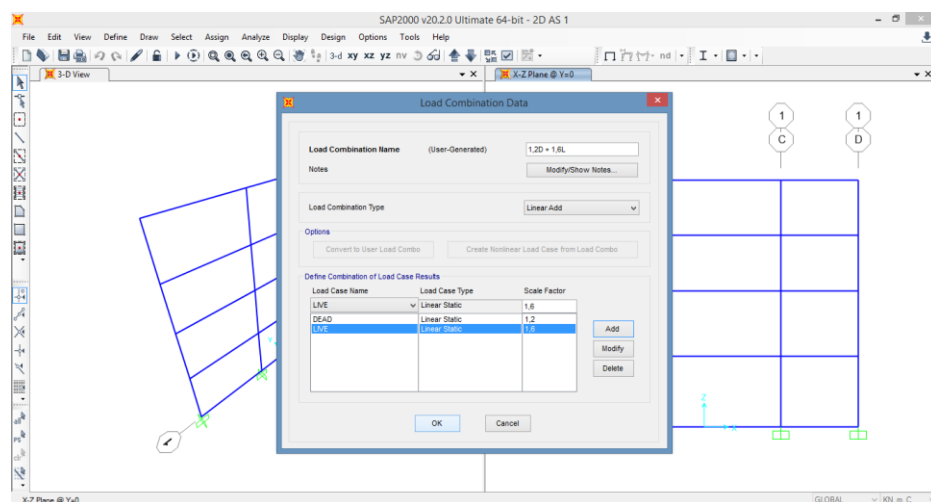 SAP2000 v20.2.0 Ultimate 64-bit - 2D AS 1
File Edit View Define Draw Select Assign Analyze Display Design Options Tools Help
3-d xy xz yz nv nd
3-D View
X-Z Plane @ Y=0
Load Combination Data
Load Combination Name (User-Generated) 1,2D + 1,6L
Notes Modify/Show Notes...
Load Combination Type Linear Add
Options
Convert to User Load Combo Create Nonlinear Load Case from Load Combo
Define Combination of Load Case Results
Load Case Name Load Case Type Scale Factor
LIVE Linear Static 1,6
DEAD Linear Static 1,2
LIVE Linear Static 1,6
Add
Modify
Delete
OK Cancel
1 1
C D
Z
X
X-Z Plane @ Y=0 GLOBAL KN, m, C